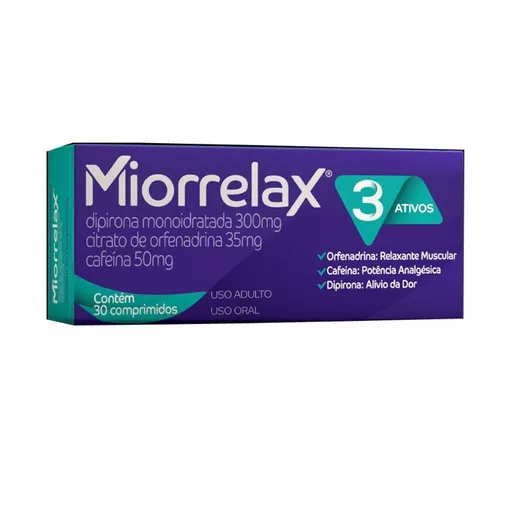 Miorrelax®
dipirona monoidratada 300mg
citrato de orfenadrina 35mg
cafeína 50mg
Contém
30 comprimidos
USO ADULTO
USO ORAL
3 ATIVOS
Orfenadrina: Relaxante Muscular
Cafeína: Potência Analgésica
Dipirona: Alívio da Dor
Miorrelax